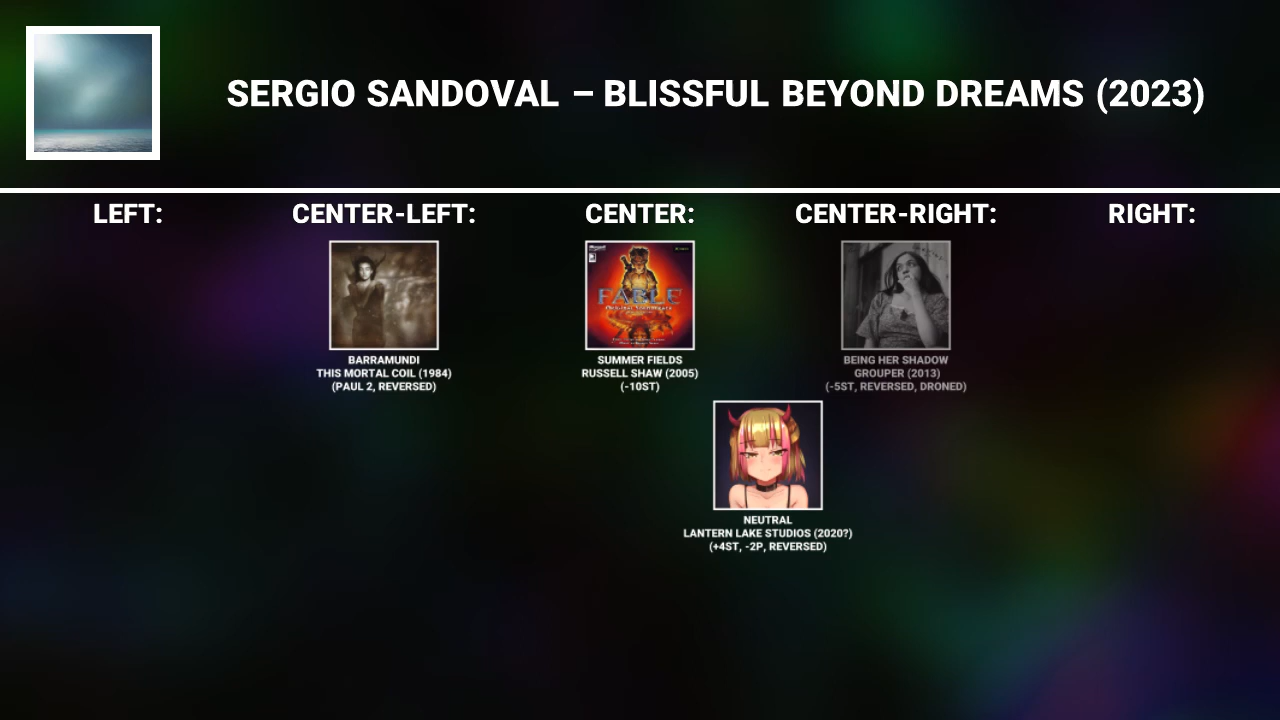 SERGIO SANDOVAL – BLISSFUL BEYOND DREAMS (2023)
LEFT:
CENTER-LEFT:
CENTER:
CENTER-RIGHT:
RIGHT:
FABLE
BARRAMUNDI
THIS MORTAL COIL (1984)
(PAUL 2, REVERSED)
SUMMER FIELDS
RUSSELL SHAW (2005)
(-10ST)
BEING HER SHADOW
GROUPER (2013)
(-5ST, REVERSED, DRONED)
NEUTRAL
LANTERN LAKE STUDIOS (2020?)
(+4ST, -2P, REVERSED)